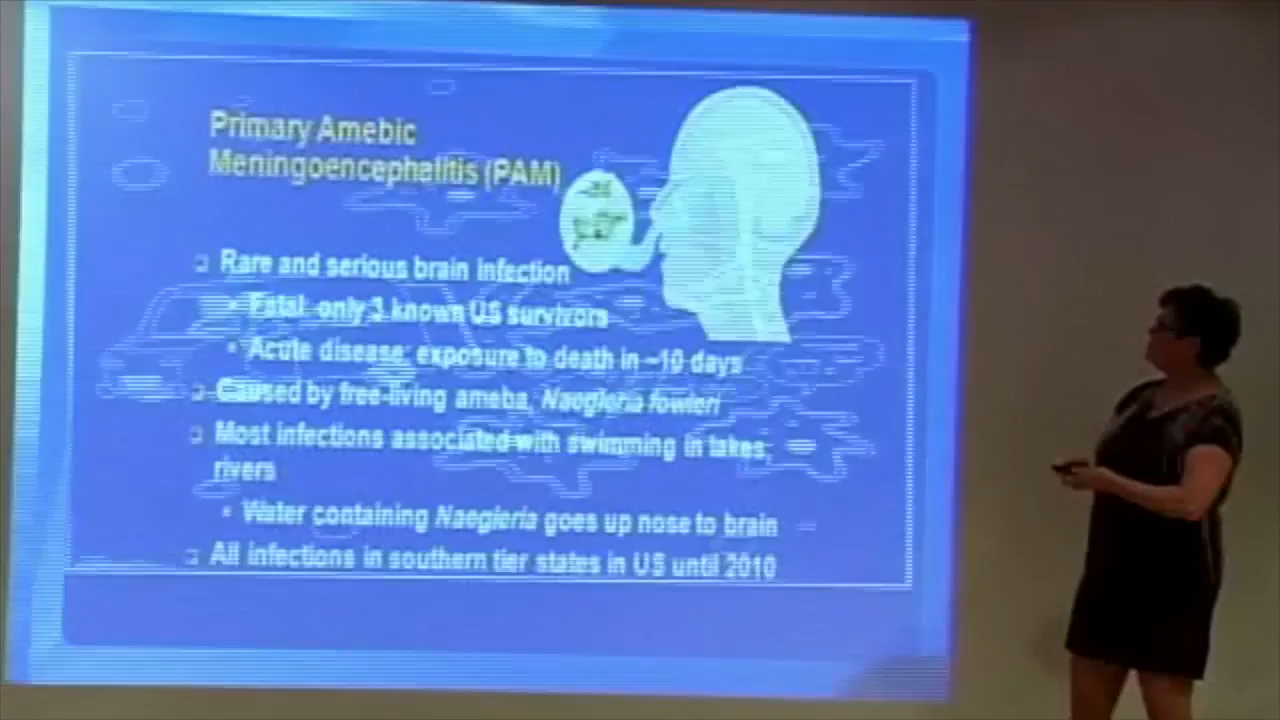 Primary Amebic
Meningoencephalitis (PAM)
Rare and serious brain infection
Fatal only 3 known US survivors
Acute disease: exposure to death in ~10 days
Caused by free-living ameba, Naegleria fowleri
Most infections associated with swimming in lakes,
rivers
Water containing Naegleria goes up nose to brain
All infections in southern tier states in US until 2010